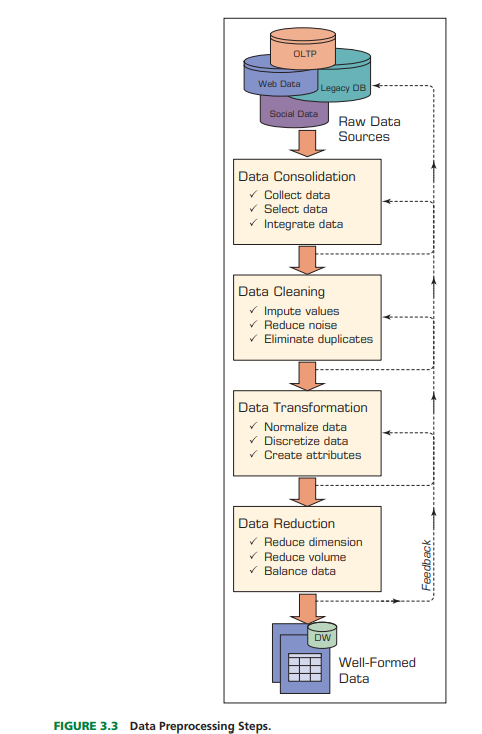 OLTP
Web Data
Legacy DB
Social Data
Raw Data
Sources
Data Consolidation
✓ Collect data
✓ Select data
✓ Integrate data
Data Cleaning
✓ Impute values
✓ Reduce noise
✓ Eliminate duplicates
Data Transformation
✓ Normalize data
✓ Discretize data
✓ Create attributes
Data Reduction
✓ Reduce dimension
✓ Reduce volume
✓ Balance data
Feedback
DW
Well-Formed
Data
FIGURE 3.3 Data Preprocessing Steps.